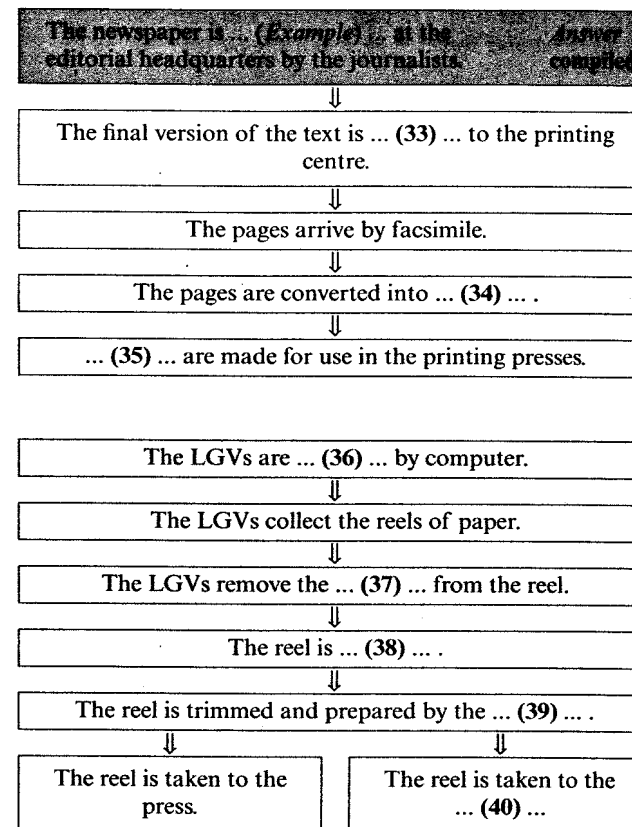 The newspaper is ... (Example) ... at the
Answer
editorial headquarters by the journalists.
compiled
⇓
The final version of the text is ... (33) ... to the printing
centre.
⇓
The pages arrive by facsimile.
⇓
The pages are converted into ... (34) ... .
⇓
... (35) ... are made for use in the printing presses.
The LGVs are ... (36) ... by computer.
⇓
The LGVs collect the reels of paper.
⇓
The LGVs remove the ... (37) ... from the reel.
⇓
The reel is ... (38) ... .
⇓
The reel is trimmed and prepared by the ... (39) ... .
⇓ ⇓
The reel is taken to the
press.
The reel is taken to the
... (40) ...